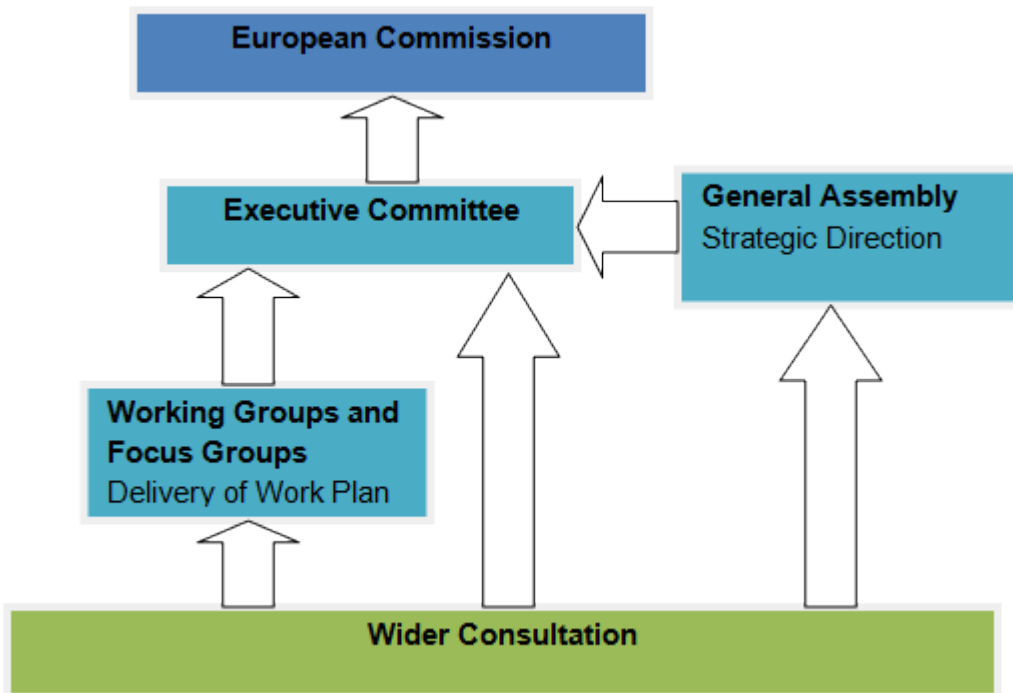 European Commission
Executive Committee
General Assembly
Strategic Direction
Working Groups and
Focus Groups
Delivery of Work Plan
Wider Consultation